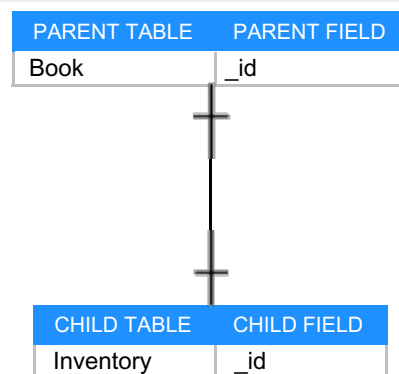 PARENT TABLE PARENT FIELD
Book _id
CHILD TABLE CHILD FIELD
Inventory _id